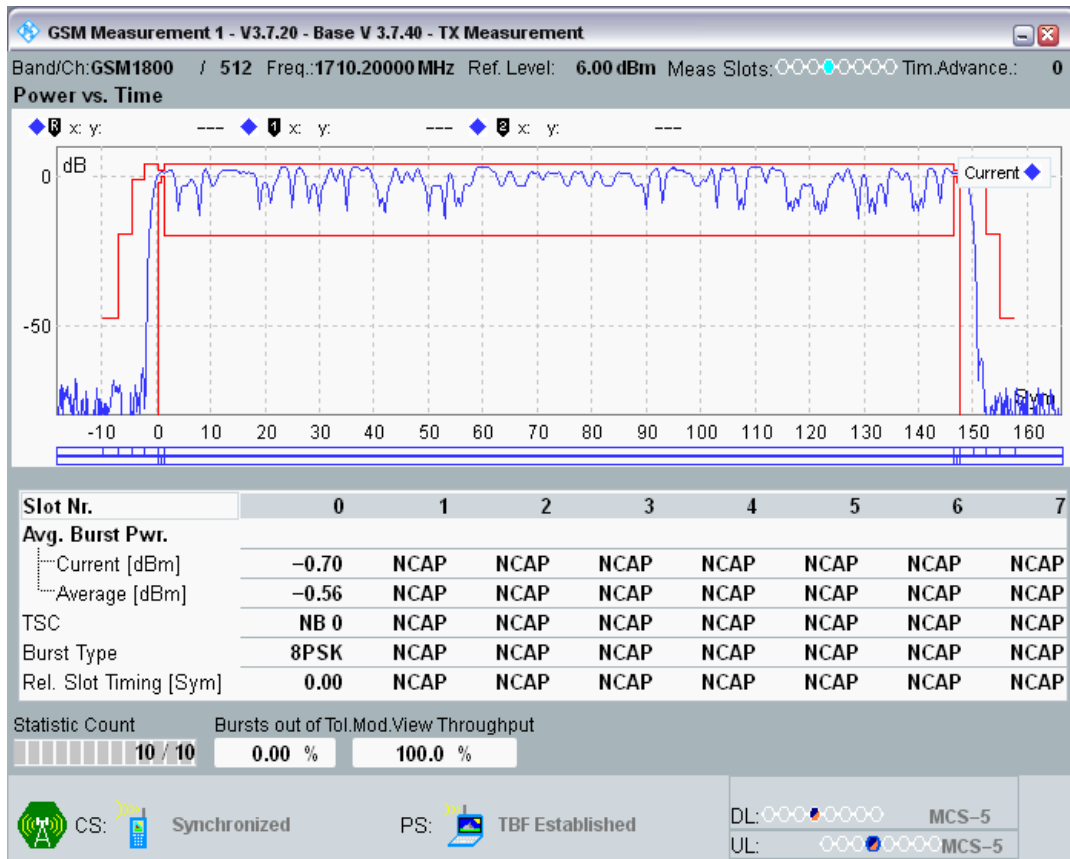 GSM Measurement 1 - V3.7.20 - Base V 3.7.40 - TX Measurement
Band/Ch:GSM1800 / 512 Freq.:1710.20000 MHz Ref. Level: 6.00 dBm Meas Slots: Tim.Advance.: 0
Power vs. Time
R x: y: --- 1 x: y: --- 2 x: y: ---
dB
Current
0
-50
Sym
-10 0 10 20 30 40 50 60 70 80 90 100 110 120 130 140 150 160
Slot Nr. 0 1 2 3 4 5 6 7
Avg. Burst Pwr.
Current [dBm] −0.70 NCAP NCAP NCAP NCAP NCAP NCAP NCAP
Average [dBm] −0.56 NCAP NCAP NCAP NCAP NCAP NCAP NCAP
TSC NB 0 NCAP NCAP NCAP NCAP NCAP NCAP NCAP
Burst Type 8PSK NCAP NCAP NCAP NCAP NCAP NCAP NCAP
Rel. Slot Timing [Sym] 0.00 NCAP NCAP NCAP NCAP NCAP NCAP NCAP
Statistic Count Bursts out of Tol.Mod.View Throughput
10 / 10 0.00 % 100.0 %
CS: Synchronized PS: TBF Established DL: MCS−5
UL: MCS−5